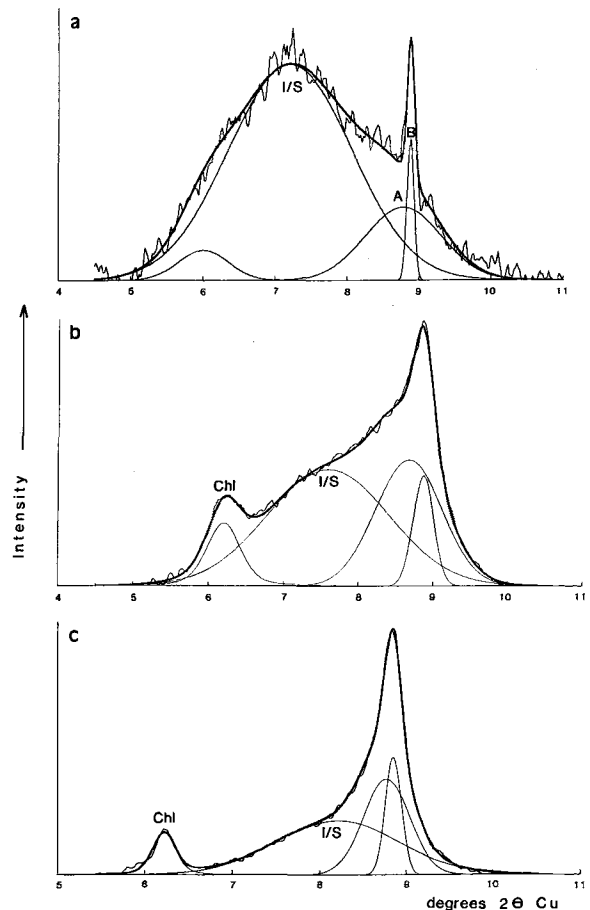 a
I/S
B
A
4 5 6 7 8 9 10 11
Intensity
b
Chl
I/S
4 5 6 7 8 9 10 11
c
Chl
I/S
5 6 7 8 9 10 11
degrees 2θ Cu